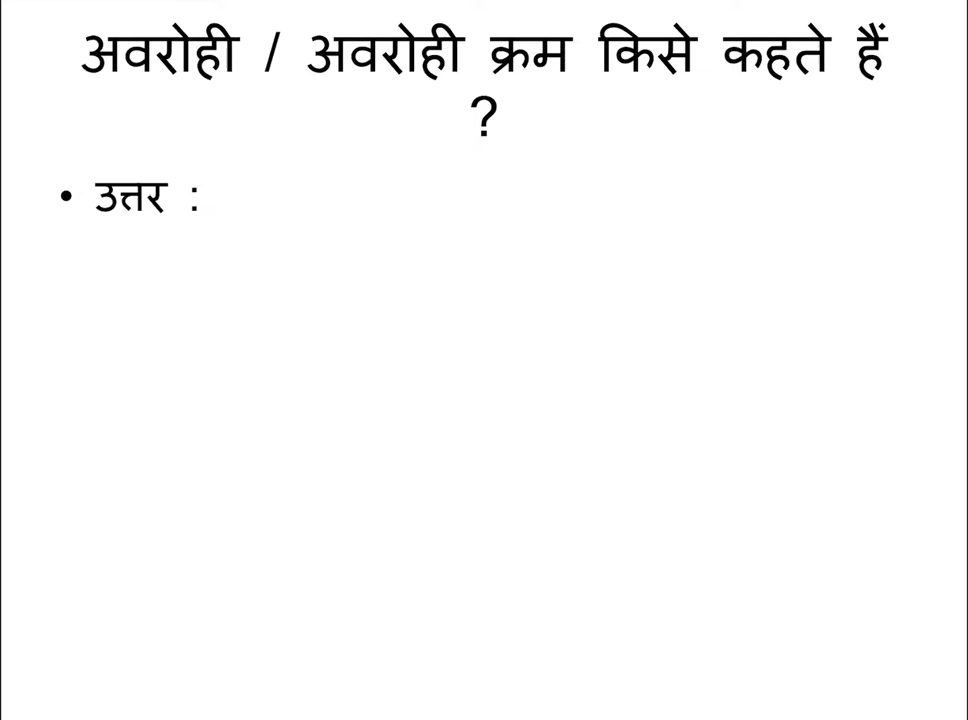 अवरोही / अवरोही क्रम किसे कहते हैं
?
• उत्तर :